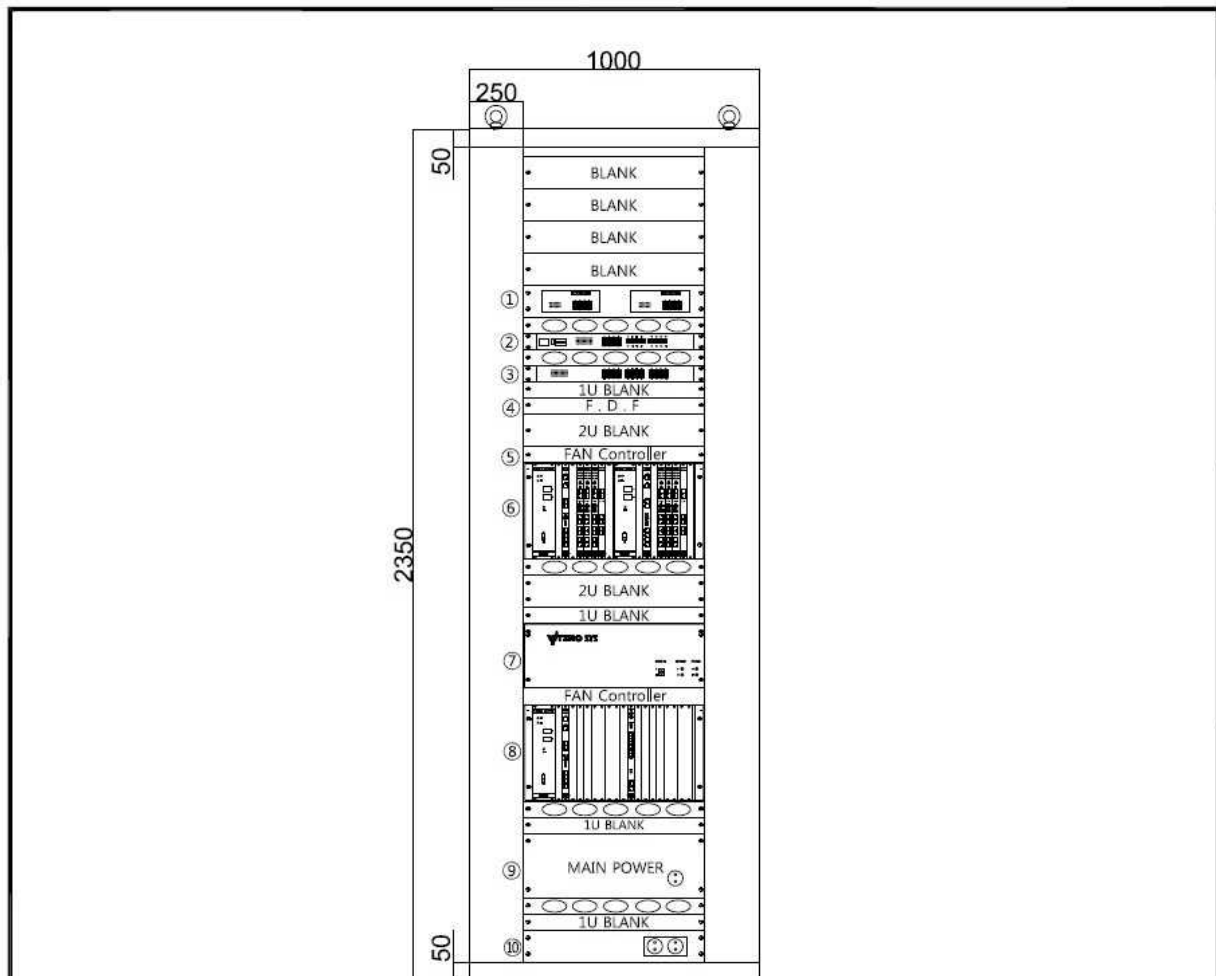 1000
250
50
BLANK
BLANK
BLANK
BLANK
①
②
③
1U BLANK
④ F . D . F
2U BLANK
⑤ FAN Controller
⑥
2350
2U BLANK
1U BLANK
⑦
FAN Controller
⑧
1U BLANK
⑨ MAIN POWER
1U BLANK
50
⑩